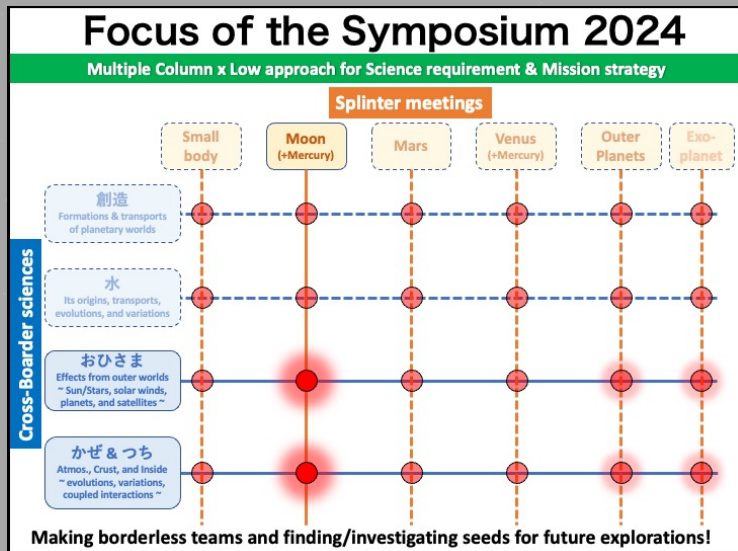 Focus of the Symposium 2024
Multiple Column x Low approach for Science requirement & Mission strategy
Splinter meetings
Small
body
Moon
(+Mercury)
Mars
Venus
(+Mercury)
Outer
Planets
Exo-
planet
Cross-Boarder sciences
創造
Formations & transports
of planetary worlds
水
Its origins, transports,
evolutions, and variations
おひさま
Effects from outer worlds
~ Sun/Stars, solar winds,
planets, and satellites ~
かぜ & つち
Atmos., Crust, and Inside
~ evolutions, variations,
coupled interactions ~
Making borderless teams and finding/investigating seeds for future explorations!